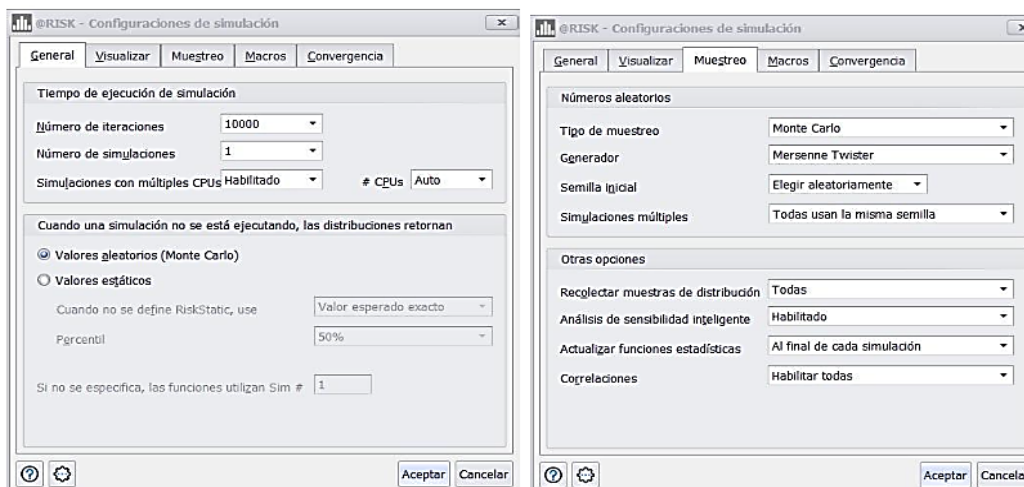 @RISK - Configuraciones de simulación
General Visualizar Muestreo Macros Convergencia
Tiempo de ejecución de simulación
Número de iteraciones 10000
Número de simulaciones 1
Simulaciones con múltiples CPUs Habilitado # CPUs Auto
Cuando una simulación no se está ejecutando, las distribuciones retornan
Valores aleatorios (Monte Carlo)
Valores estáticos
Cuando no se define RiskStatic, use Valor esperado exacto
Percentil 50%
Si no se especifica, las funciones utilizan Sim # 1
Aceptar Cancelar
@RISK - Configuraciones de simulación
General Visualizar Muestreo Macros Convergencia
Números aleatorios
Tipo de muestreo Monte Carlo
Generador Mersenne Twister
Semilla inicial Elegir aleatoriamente
Simulaciones múltiples Todas usan la misma semilla
Otras opciones
Recolectar muestras de distribución Todas
Análisis de sensibilidad inteligente Habilitado
Actualizar funciones estadísticas Al final de cada simulación
Correlaciones Habilitar todas
Aceptar Cancela